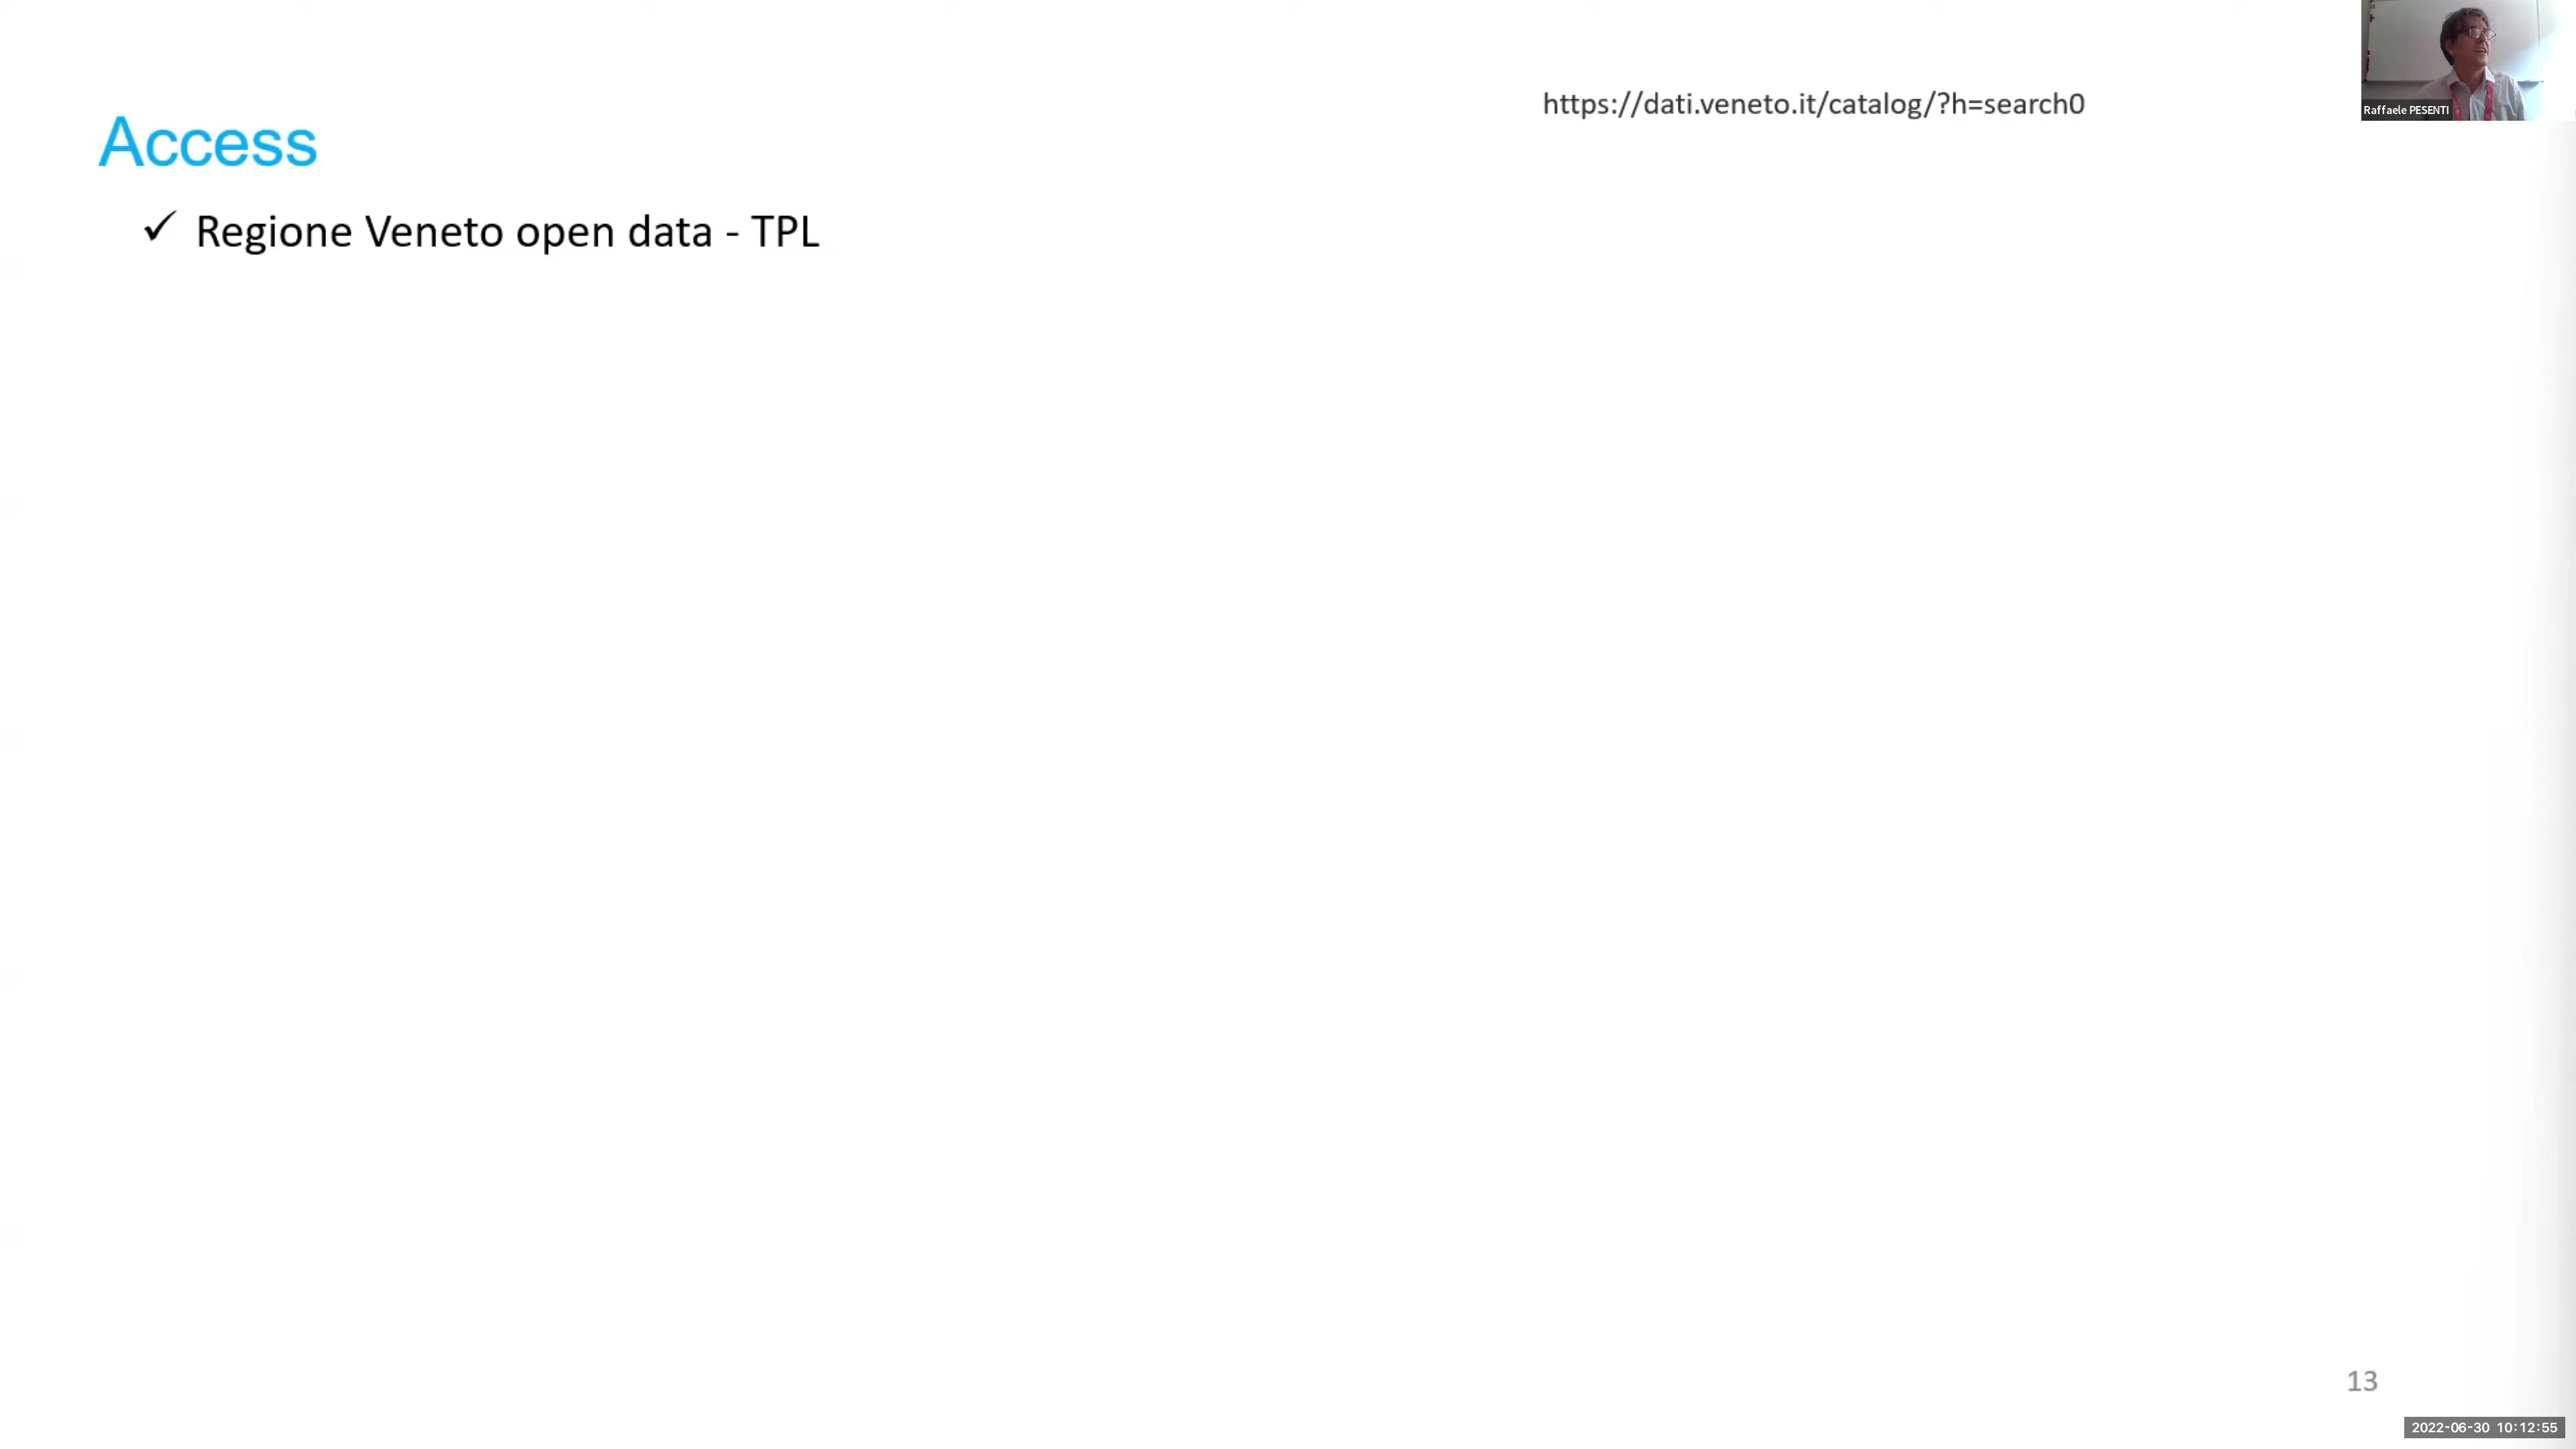 https://dati.veneto.it/catalog/?h=search0
Raffaele PESENTI
Access
✓ Regione Veneto open data - TPL
13
2022-06-30 10:12:55